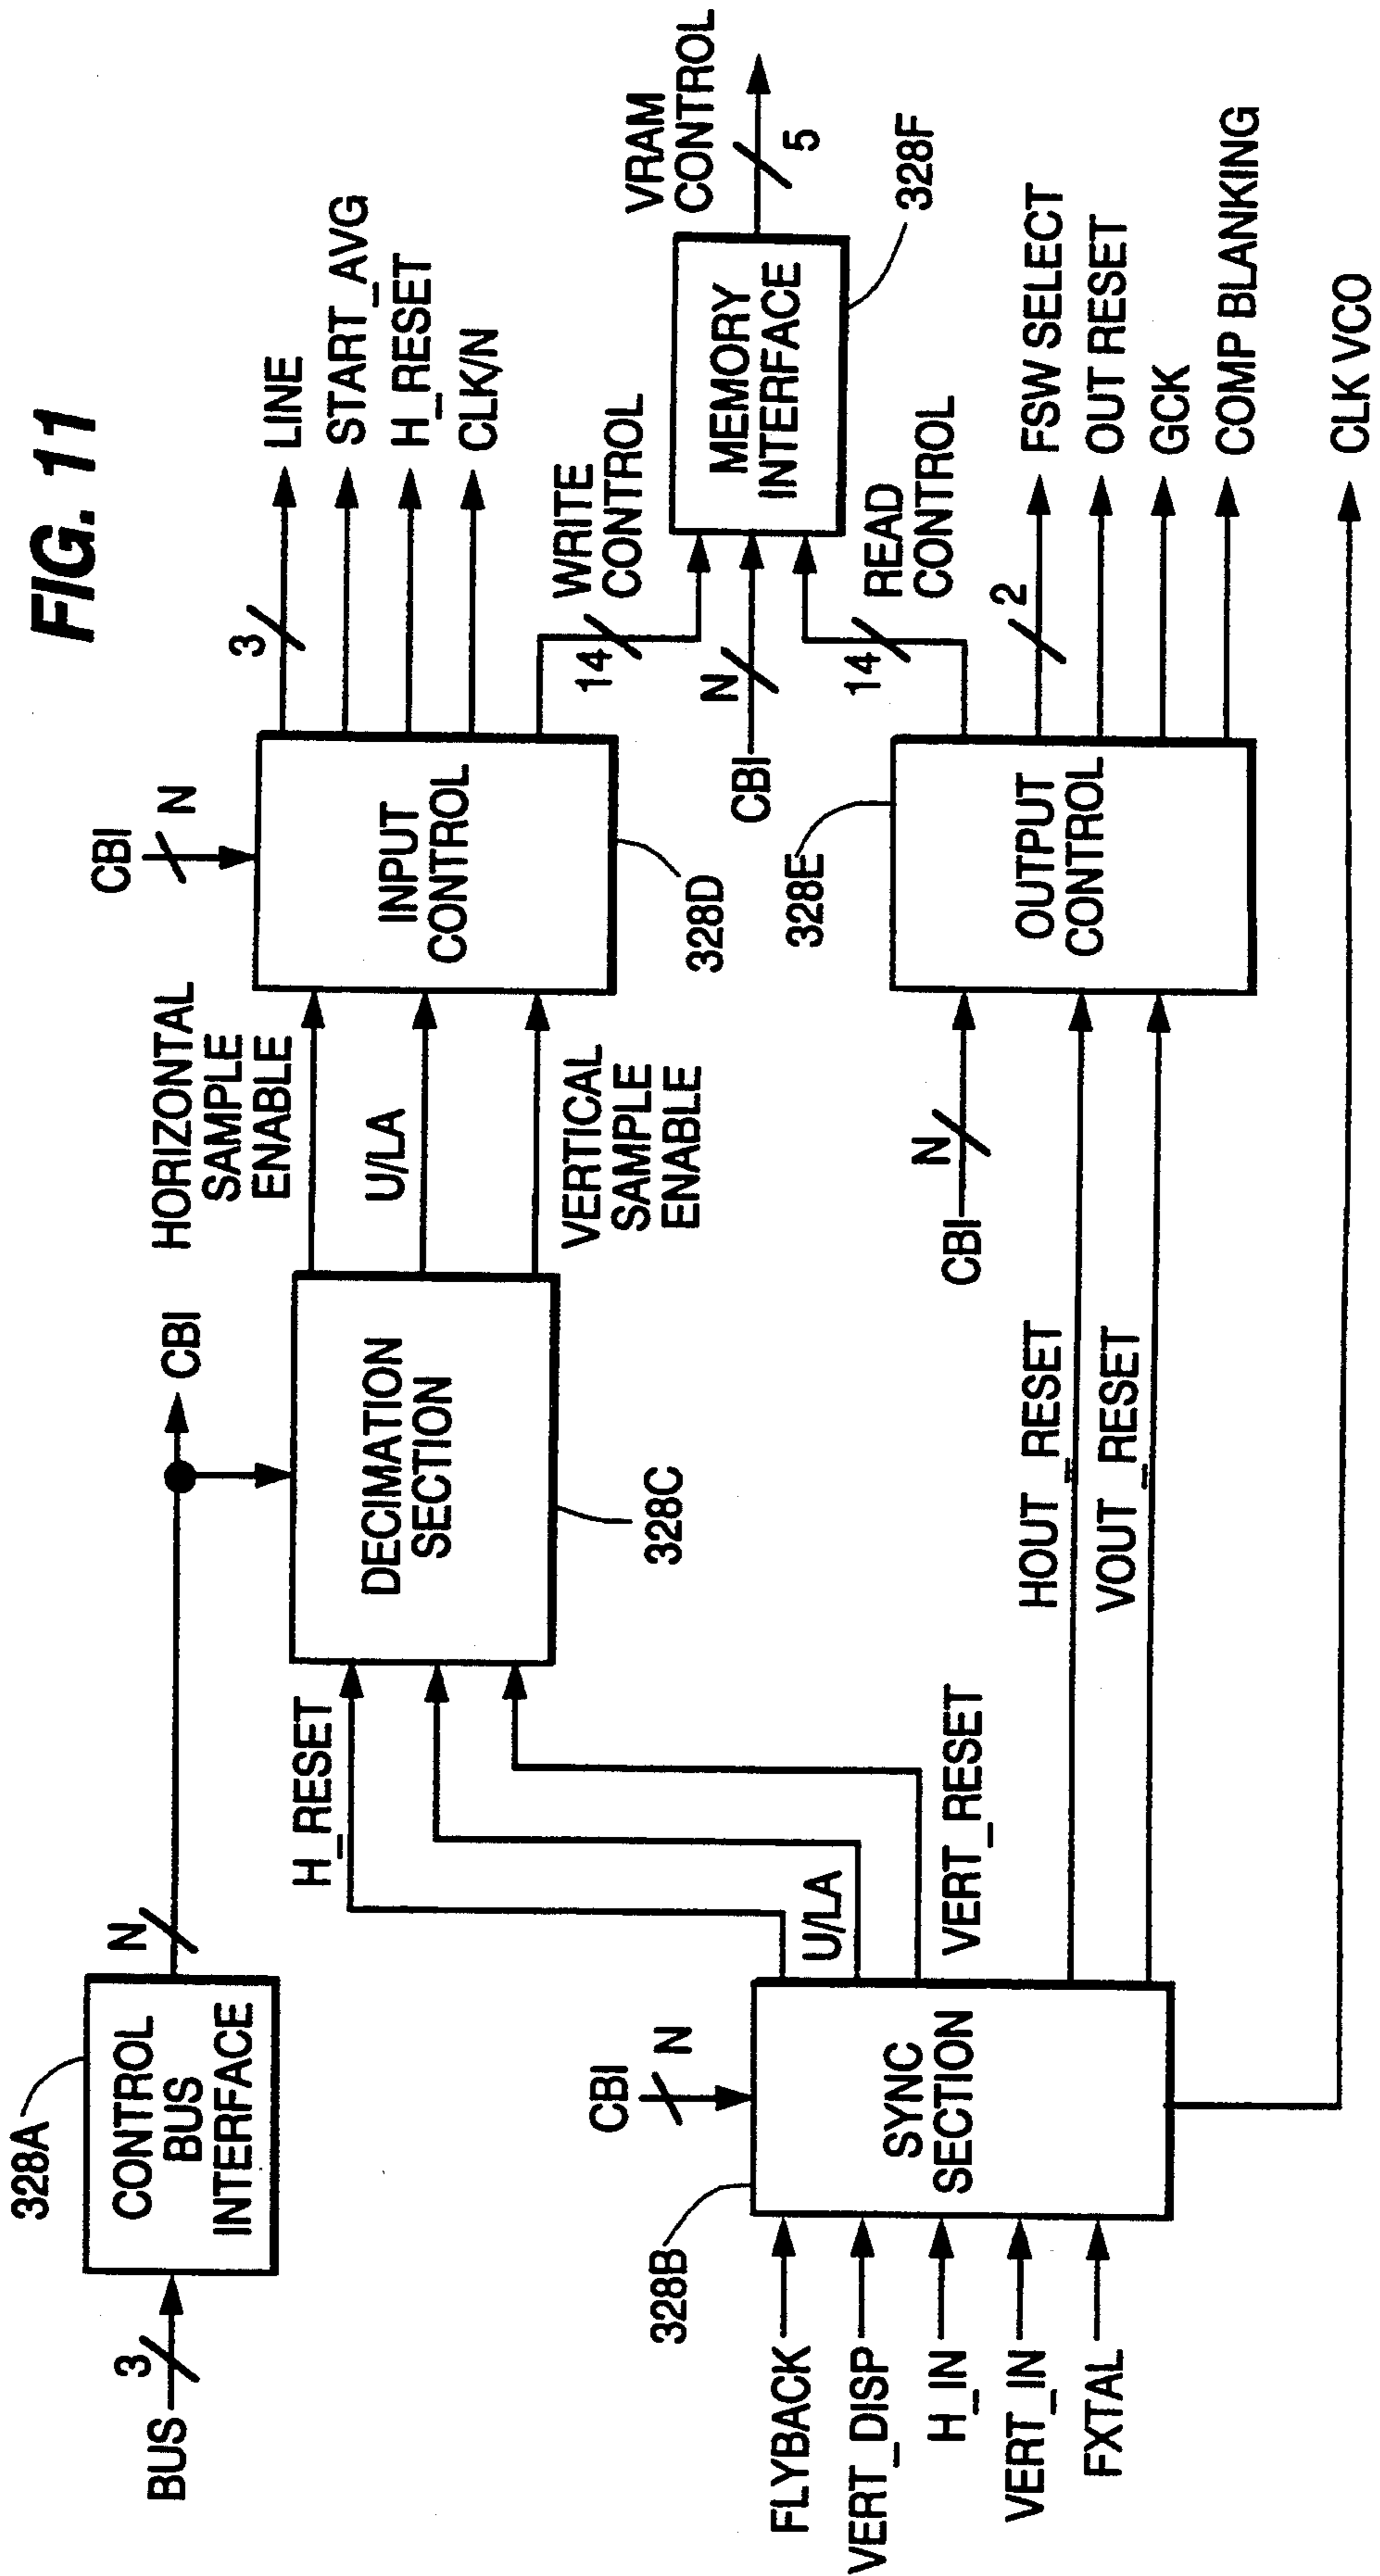 FIG. 11
328A
CONTROL
BUS
INTERFACE
BUS
3
N
CBI
H_RESET
DECIMATION
SECTION
328C
HORIZONTAL
SAMPLE
ENABLE
U/LA
VERTICAL
SAMPLE
ENABLE
CBI
N
INPUT
CONTROL
328D
3
LINE
START_AVG
H_RESET
CLK/N
14
WRITE
CONTROL
N
CBI
14
READ
CONTROL
MEMORY
INTERFACE
328F
VRAM
CONTROL
5
328B
CBI
N
SYNC
SECTION
FLYBACK
VERT_DISP
H_IN
VERT_IN
FXTAL
U/LA
VERT_RESET
HOUT_RESET
VOUT_RESET
N
CBI
328E
OUTPUT
CONTROL
2
FSW SELECT
OUT RESET
GCK
COMP BLANKING
CLK VCO